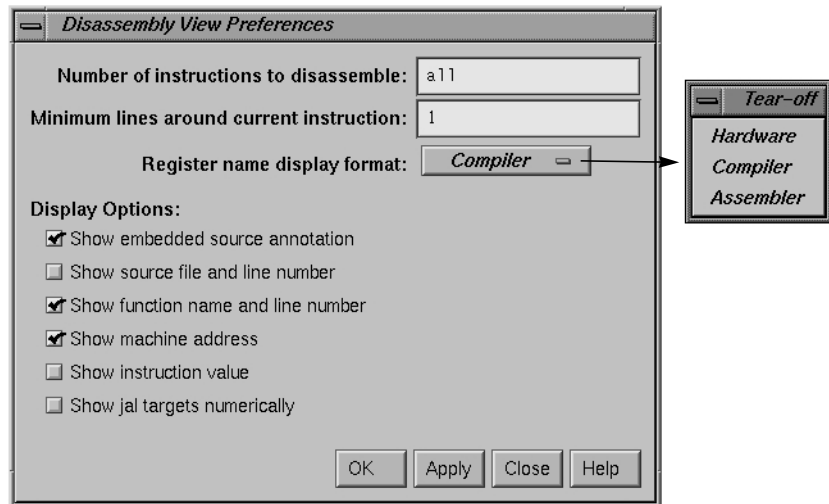 Disassembly View Preferences
Number of instructions to disassemble: all
Minimum lines around current instruction: 1
Register name display format: Compiler
Display Options:
Show embedded source annotation
Show source file and line number
Show function name and line number
Show machine address
Show instruction value
Show jal targets numerically
OK Apply Close Help
Tear-off
Hardware
Compiler
Assembler